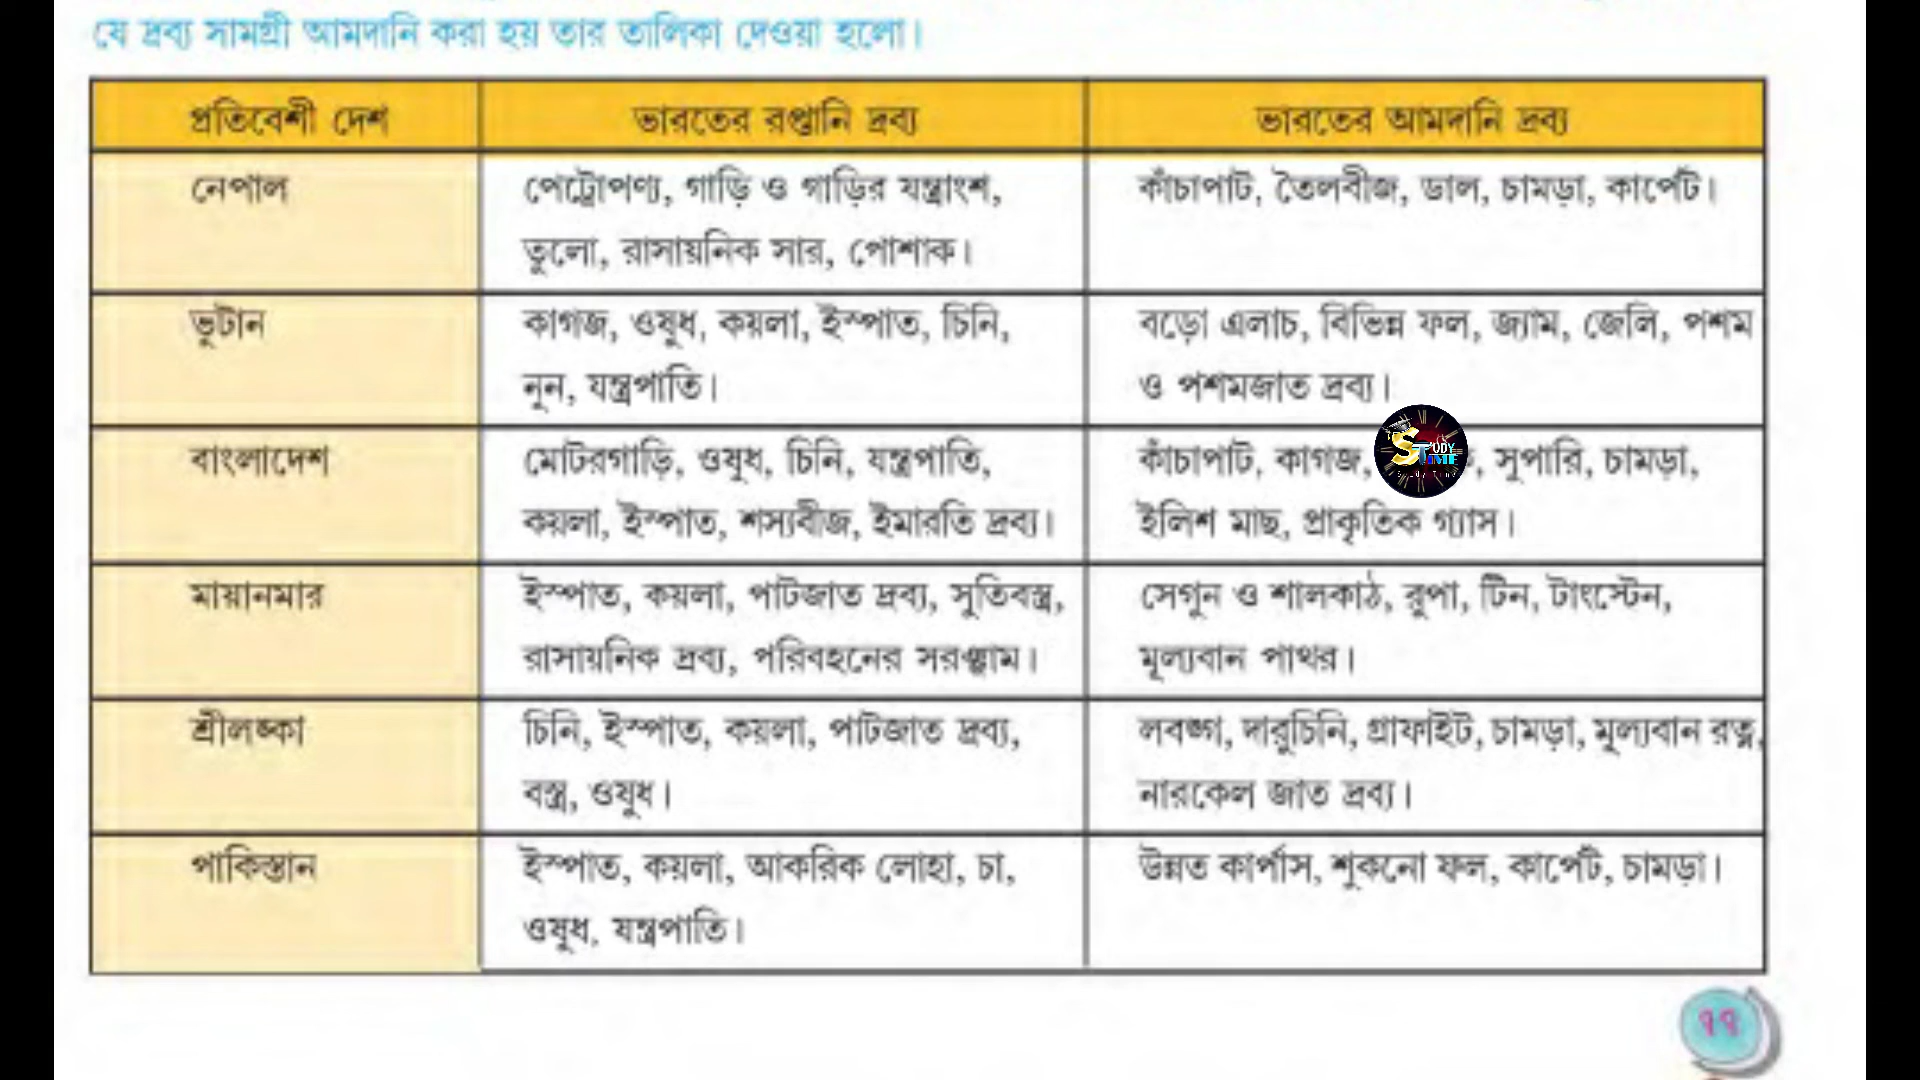 যে দ্রব্য সামগ্রী আমদানি করা হয় তার তালিকা দেওয়া হলো।
প্রতিবেশী দেশ ভারতের রপ্তানি দ্রব্য ভারতের আমদানি দ্রব্য
নেপাল পেট্রোপণ্য, গাড়ি ও গাড়ির যন্ত্রাংশ, কাঁচাপাট, তৈলবীজ, ডাল, চামড়া, কার্পেট।
তুলো, রাসায়নিক সার, পোশাক।
ভুটান কাগজ, ওষুধ, কয়লা, ইস্পাত, চিনি, বড়ো এলাচ, বিভিন্ন ফল, জ্যাম, জেলি, পশম
নুন, যন্ত্রপাতি। ও পশমজাত দ্রব্য।
বাংলাদেশ মোটরগাড়ি, ওষুধ, চিনি, যন্ত্রপাতি, কাঁচাপাট, কাগজ, সুপারি, চামড়া,
কয়লা, ইস্পাত, শস্যবীজ, ইমারতি দ্রব্য। ইলিশ মাছ, প্রাকৃতিক গ্যাস।
STUDY TIME
মায়ানমার ইস্পাত, কয়লা, পাটজাত দ্রব্য, সুতিবস্ত্র, সেগুন ও শালকাঠ, রুপা, টিন, টাংস্টেন,
রাসায়নিক দ্রব্য, পরিবহনের সরঞ্জাম। মূল্যবান পাথর।
শ্রীলঙ্কা চিনি, ইস্পাত, কয়লা, পাটজাত দ্রব্য, লবঙ্গ, দারুচিনি, গ্রাফাইট, চামড়া, মূল্যবান রত্ন,
বস্ত্র, ওষুধ। নারকেল জাত দ্রব্য।
পাকিস্তান ইস্পাত, কয়লা, আকরিক লোহা, চা, উন্নত কার্পাস, শুকনো ফল, কার্পেট, চামড়া।
ওষুধ, যন্ত্রপাতি।
৭৭